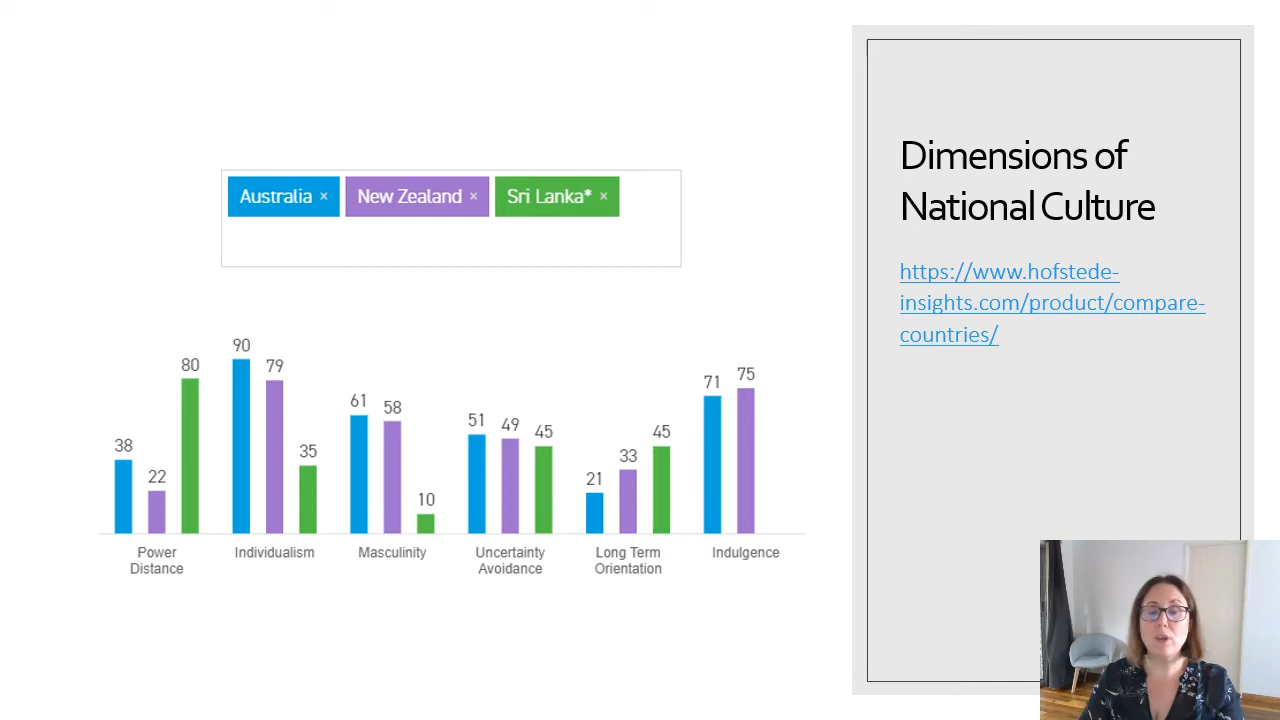 Australia × New Zealand × Sri Lanka* ×
90
80
79
38
22
35
61
58
10
51
49
45
21
33
45
71
75
Power
Distance
Individualism
Masculinity
Uncertainty
Avoidance
Long Term
Orientation
Indulgence
Dimensions of
National Culture
https://www.hofstede-
insights.com/product/compare-
countries/